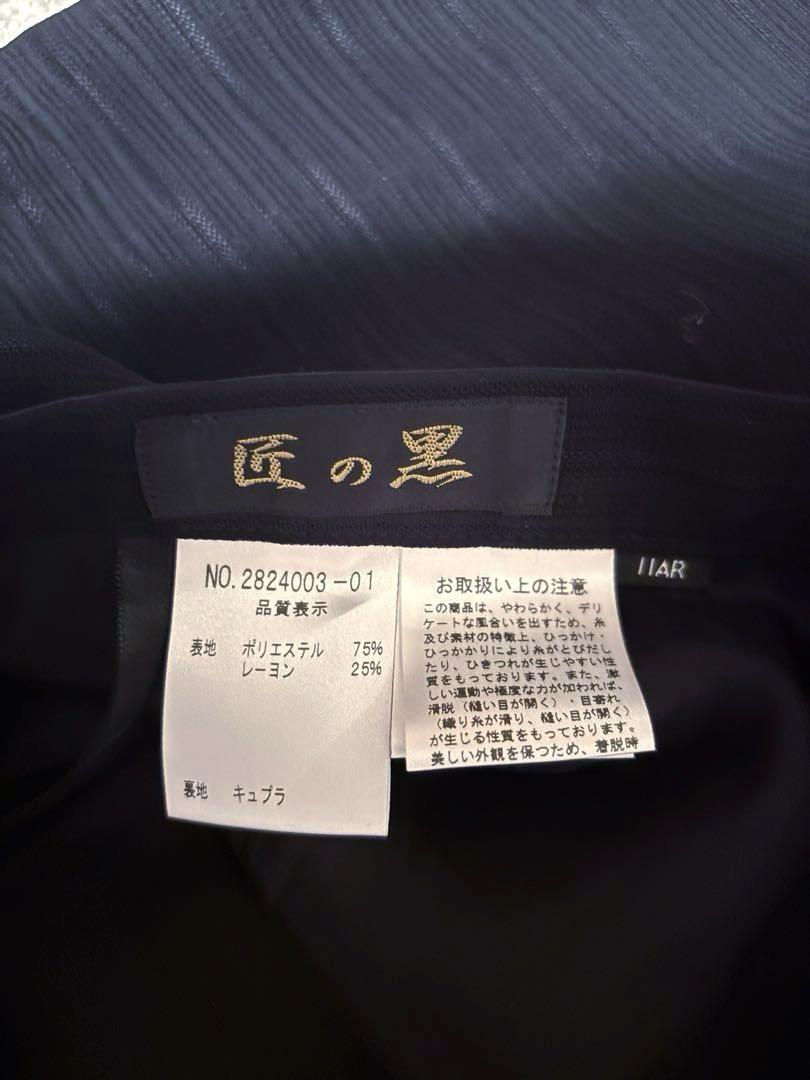 匠の黒
NO.2824003-01
品質表示
表地 ポリエステル 75%
レーヨン 25%
裏地 キュプラ
お取扱い上の注意
この商品は、やわらかく、デリ
ケートな風合いを出すため、糸
及び素材の特徴上、ひっかけ・
ひっかかりにより糸がとびだし
たり、ひきつれが生じやすい性
質をもっております。また、激
しい運動や極度な力が加われば、
滑脱（縫い目が開く）・目寄れ
（織り糸が滑り、縫い目が開く）
が生じる性質をもっております。
美しい外観を保つため、着脱時
11AR